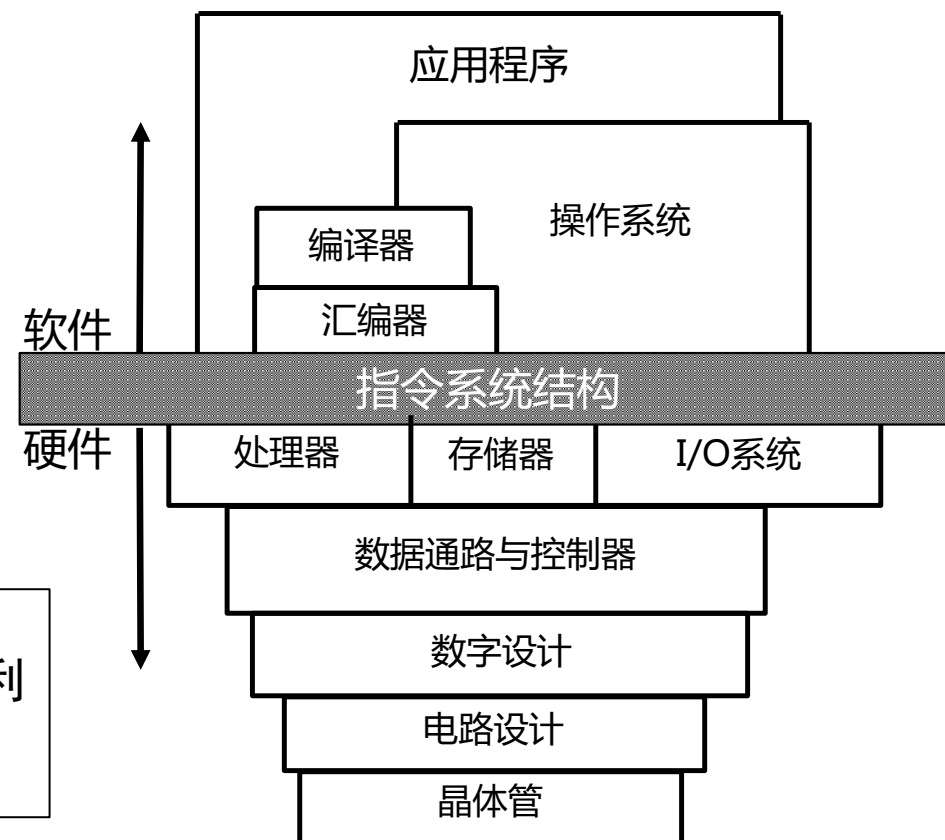 应用程序
操作系统
编译器
汇编器
软件
指令系统结构
硬件
处理器
存储器
I/O系统
数据通路与控制器
数字设计
电路设计
晶体管